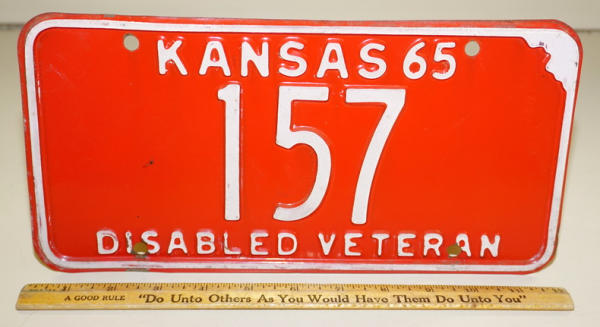 KANSAS 65
157
DISABLED VETERAN
A GOOD RULE "Do Unto Others As You Would Have Them Do Unto You"